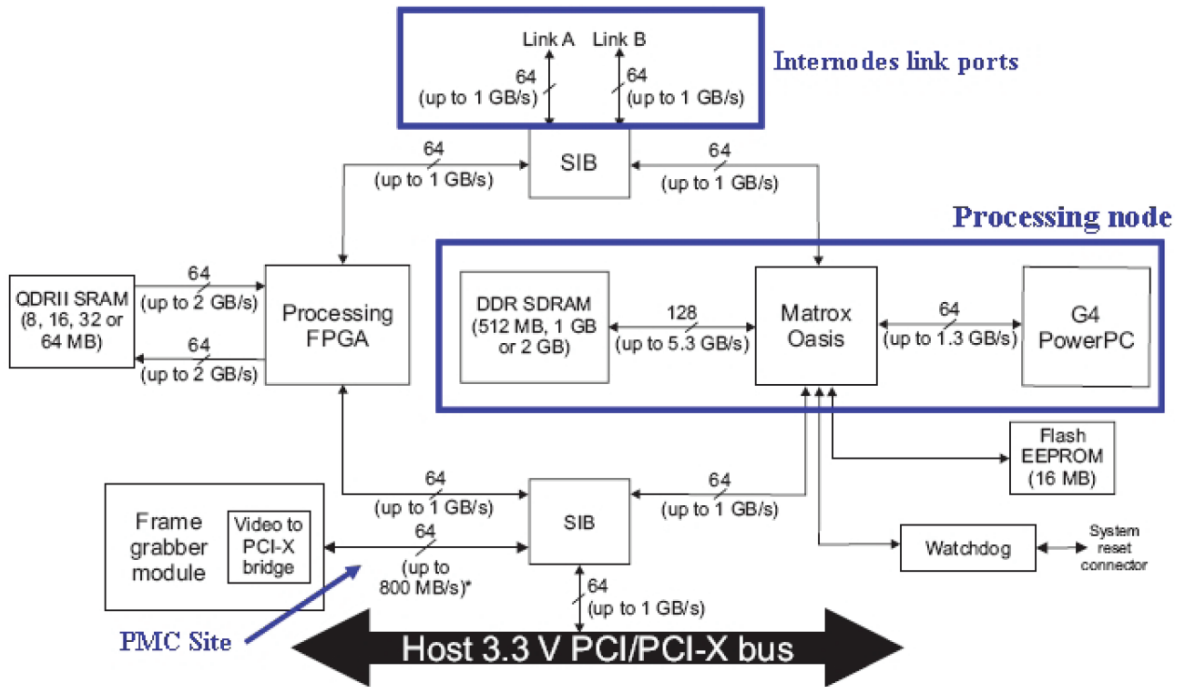 Link A Link B
Internodes link ports
64
(up to 1 GB/s)
64
(up to 1 GB/s)
SIB
64
(up to 1 GB/s)
64
(up to 1 GB/s)
Processing node
QDRII SRAM
(8, 16, 32 or
64 MB)
64
(up to 2 GB/s)
64
(up to 2 GB/s)
Processing
FPGA
DDR SDRAM
(512 MB, 1 GB
or 2 GB)
128
(up to 5.3 GB/s)
Matrox
Oasis
64
(up to 1.3 GB/s)
G4
PowerPC
Flash
EEPROM
(16 MB)
64
(up to 1 GB/s)
SIB
64
(up to 1 GB/s)
Frame
grabber
module
Video to
PCI-X
bridge
64
(up to
800 MB/s)*
Watchdog
System
reset
connector
64
(up to 1 GB/s)
PMC Site
Host 3.3 V PCI/PCI-X bus